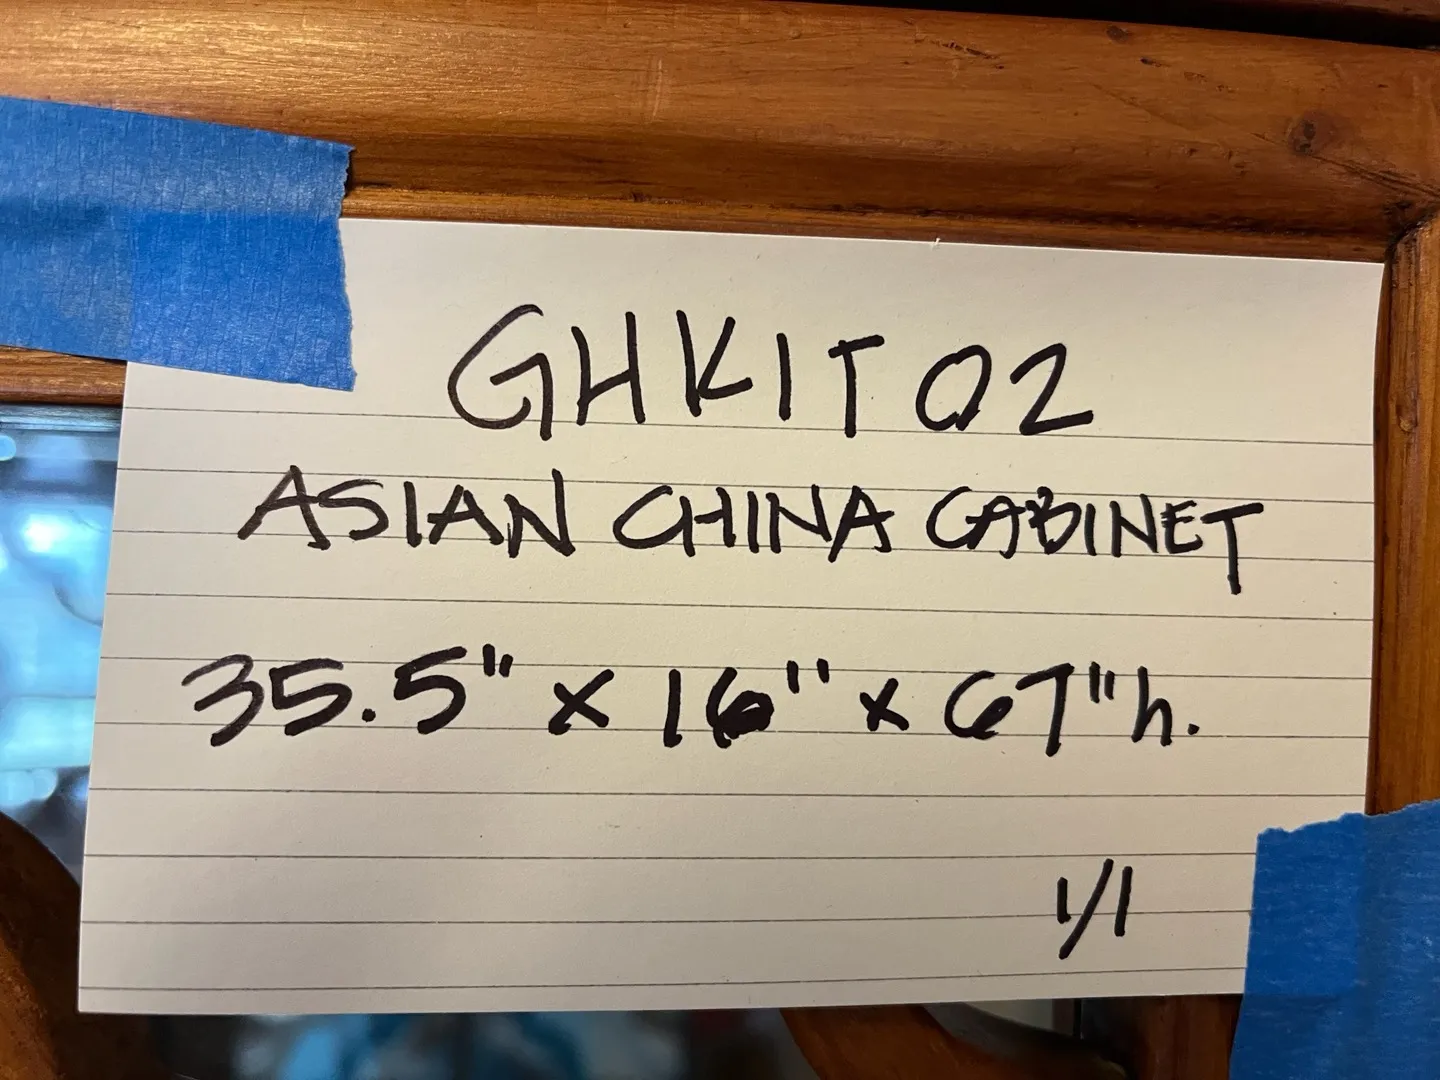 GHKIT02
ASIAN CHINA CABINET
35.5" x 16" x 67" h.
1/1